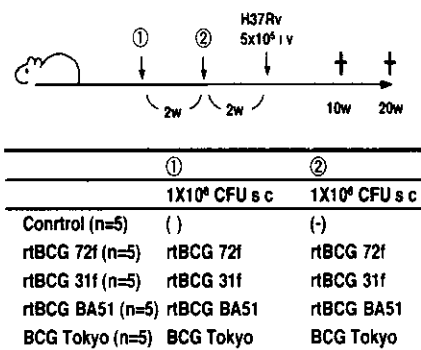 H37Rv
5x10⁶ i v
① ②
2w 2w
10w 20w
① ②
1X10⁶ CFU s c 1X10⁶ CFU s c
Conrtrol (n=5) ( ) (-)
rtBCG 72f (n=5) rtBCG 72f rtBCG 72f
rtBCG 31f (n=5) rtBCG 31f rtBCG 31f
rtBCG BA51 (n=5) rtBCG BA51 rtBCG BA51
BCG Tokyo (n=5) BCG Tokyo BCG Tokyo